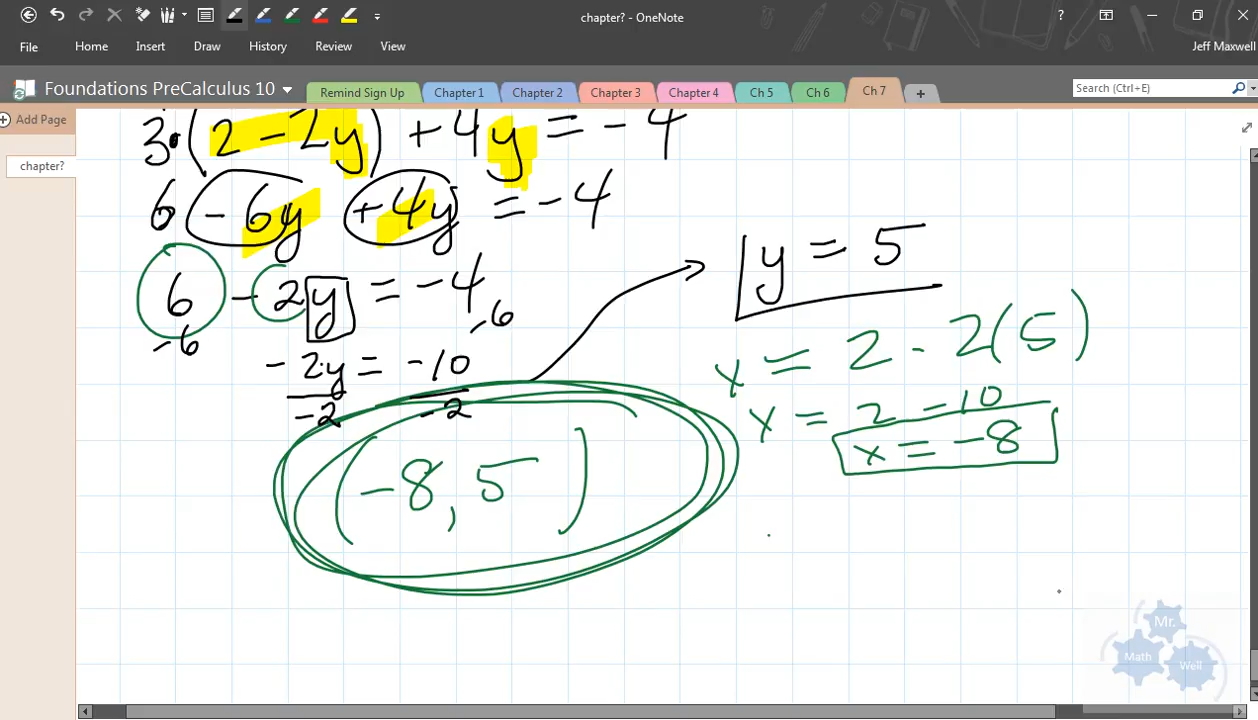 chapter? - OneNote
?
Jeff Maxwell
File Home Insert Draw History Review View
Foundations PreCalculus 10
Remind Sign Up Chapter 1 Chapter 2 Chapter 3 Chapter 4 Ch 5 Ch 6 Ch 7 +
Search (Ctrl+E)
Add Page
chapter?
3·(2-2y) +4y = -4
6 -6y +4y = -4
6 - 2y = -4
-6 -6
-2y = -10
-2 -2
(-8, 5)
y = 5
x = 2 - 2(5)
x = 2 - 10
x = -8
Mr.
Math
Well